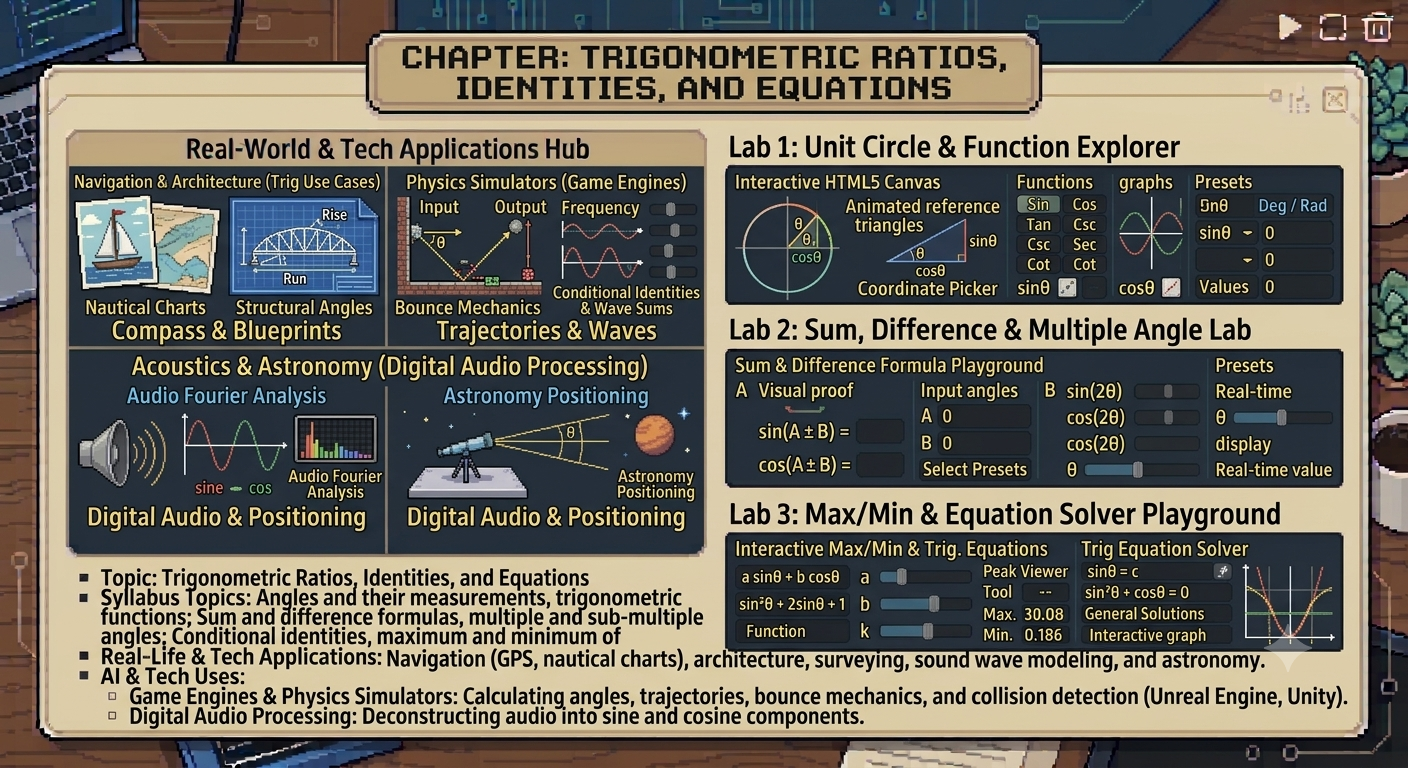 CHAPTER: TRIGONOMETRIC RATIOS,
IDENTITIES, AND EQUATIONS
Real-World & Tech Applications Hub
Navigation & Architecture (Trig Use Cases)
Rise
Run
Nautical Charts
Structural Angles
Compass & Blueprints
Physics Simulators (Game Engines)
Input
Output
Frequency
θ
Bounce Mechanics
Conditional Identities
& Wave Sums
Trajectories & Waves
Acoustics & Astronomy (Digital Audio Processing)
Audio Fourier Analysis
sine
cos
Audio Fourier
Analysis
Digital Audio & Positioning
Astronomy Positioning
θ
Astronomy
Positioning
Digital Audio & Positioning
▪ Topic: Trigonometric Ratios, Identities, and Equations
▪ Syllabus Topics: Angles and their measurements, trigonometric
functions; Sum and difference formulas, multiple and sub-multiple
angles; Conditional identities, maximum and minimum of
▪ Real-Life & Tech Applications: Navigation (GPS, nautical charts), architecture, surveying, sound wave modeling, and astronomy.
▪ AI & Tech Uses:
▫ Game Engines & Physics Simulators: Calculating angles, trajectories, bounce mechanics, and collision detection (Unreal Engine, Unity).
▫ Digital Audio Processing: Deconstructing audio into sine and cosine components.
Lab 1: Unit Circle & Function Explorer
Interactive HTML5 Canvas
θ
θ,
cosθ
Animated reference
triangles
θ
sinθ
cosθ
Coordinate Picker
Functions
Sin Cos
Tan Csc
Csc Sec
Cot Cot
sinθ
graphs
cosθ
Presets
Deg / Rad
sinθ 0
0
Values 0
Lab 2: Sum, Difference & Multiple Angle Lab
Sum & Difference Formula Playground
A Visual proof
sin(A ± B) =
cos(A ± B) =
Input angles
A 0
B 0
Select Presets
B sin(2θ)
cos(2θ)
cos(2θ)
θ
Presets
Real-time
θ
display
Real-time value
Lab 3: Max/Min & Equation Solver Playground
Interactive Max/Min & Trig. Equations
a sinθ + b cosθ
sin²θ + 2sinθ + 1
Function
a
b
k
Peak Viewer
Tool --
Max. 30.08
Min. 0.186
Trig Equation Solver
sinθ = c
sin²θ + cosθ = 0
General Solutions
Interactive graph